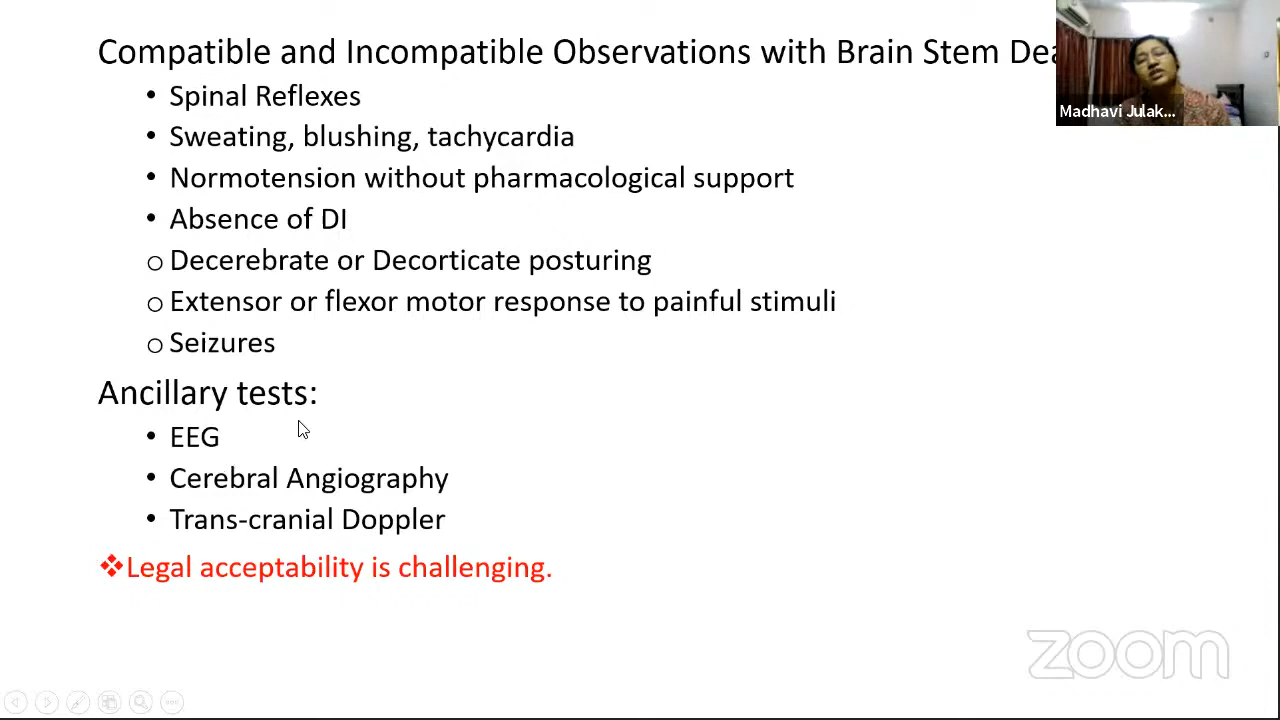 Compatible and Incompatible Observations with Brain Stem
• Spinal Reflexes
• Sweating, blushing, tachycardia
• Normotension without pharmacological support
• Absence of DI
o Decerebrate or Decorticate posturing
o Extensor or flexor motor response to painful stimuli
o Seizures
Ancillary tests:
• EEG
• Cerebral Angiography
• Trans-cranial Doppler
❖ Legal acceptability is challenging.
Madhavi Julak...
zoom